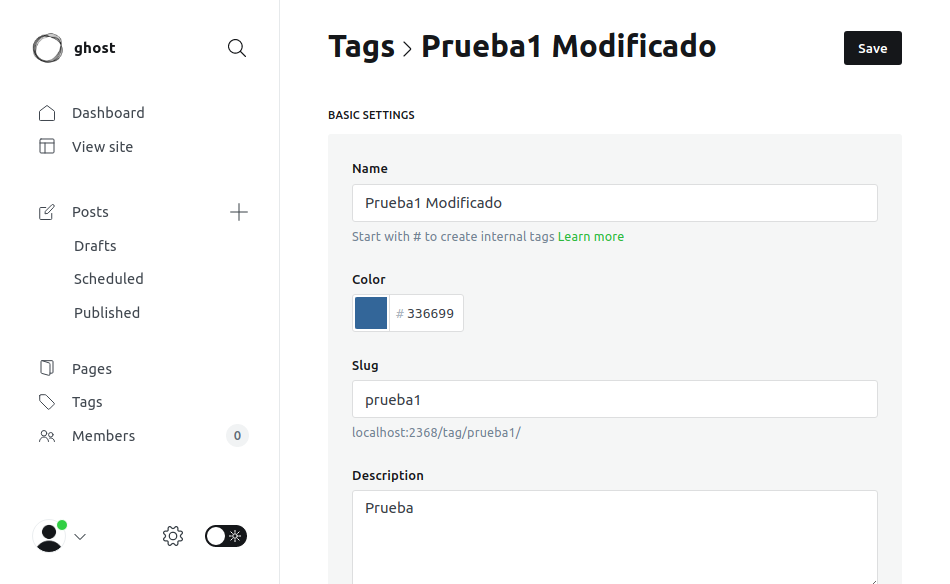 ghost
Dashboard
View site
Posts
Drafts
Scheduled
Published
Pages
Tags
Members 0
Tags > Prueba1 Modificado
Save
BASIC SETTINGS
Name
Prueba1 Modificado
Start with # to create internal tags Learn more
Color
# 336699
Slug
prueba1
localhost:2368/tag/prueba1/
Description
Prueba